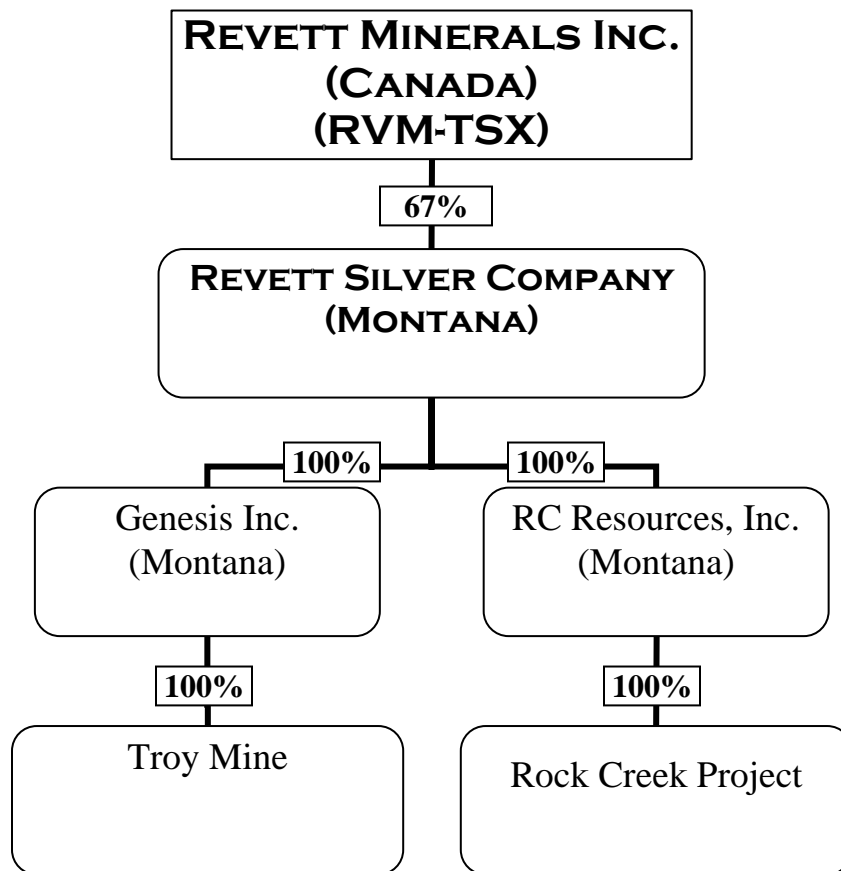 Revett Minerals Inc.
(Canada)
(RVM-TSX)
67%
Revett Silver Company
(Montana)
100%
100%
Genesis Inc.
(Montana)
RC Resources, Inc.
(Montana)
100%
100%
Troy Mine
Rock Creek Project